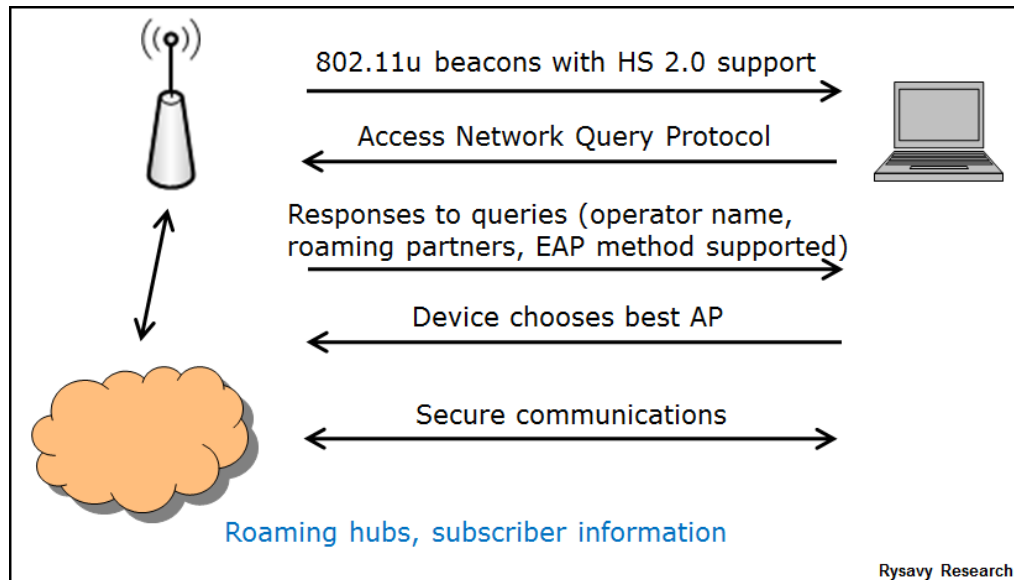 802.11u beacons with HS 2.0 support
Access Network Query Protocol
Responses to queries (operator name,
roaming partners, EAP method supported)
Device chooses best AP
Secure communications
Roaming hubs, subscriber information
Rysavy Research